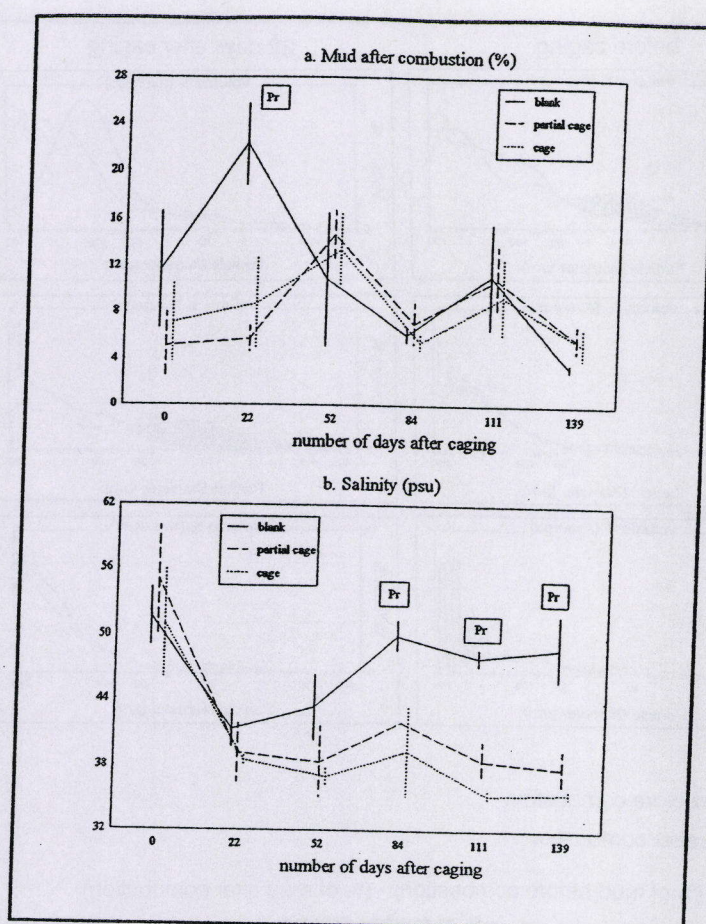 a. Mud after combustion (%)
28
24
20
16
12
8
4
0
Pr
blank
partial cage
cage
0 22 52 84 111 139
number of days after caging
b. Salinity (psu)
62
56
50
44
38
32
blank
partial cage
cage
Pr
Pr
Pr
0 22 52 84 111 139
number of days after caging